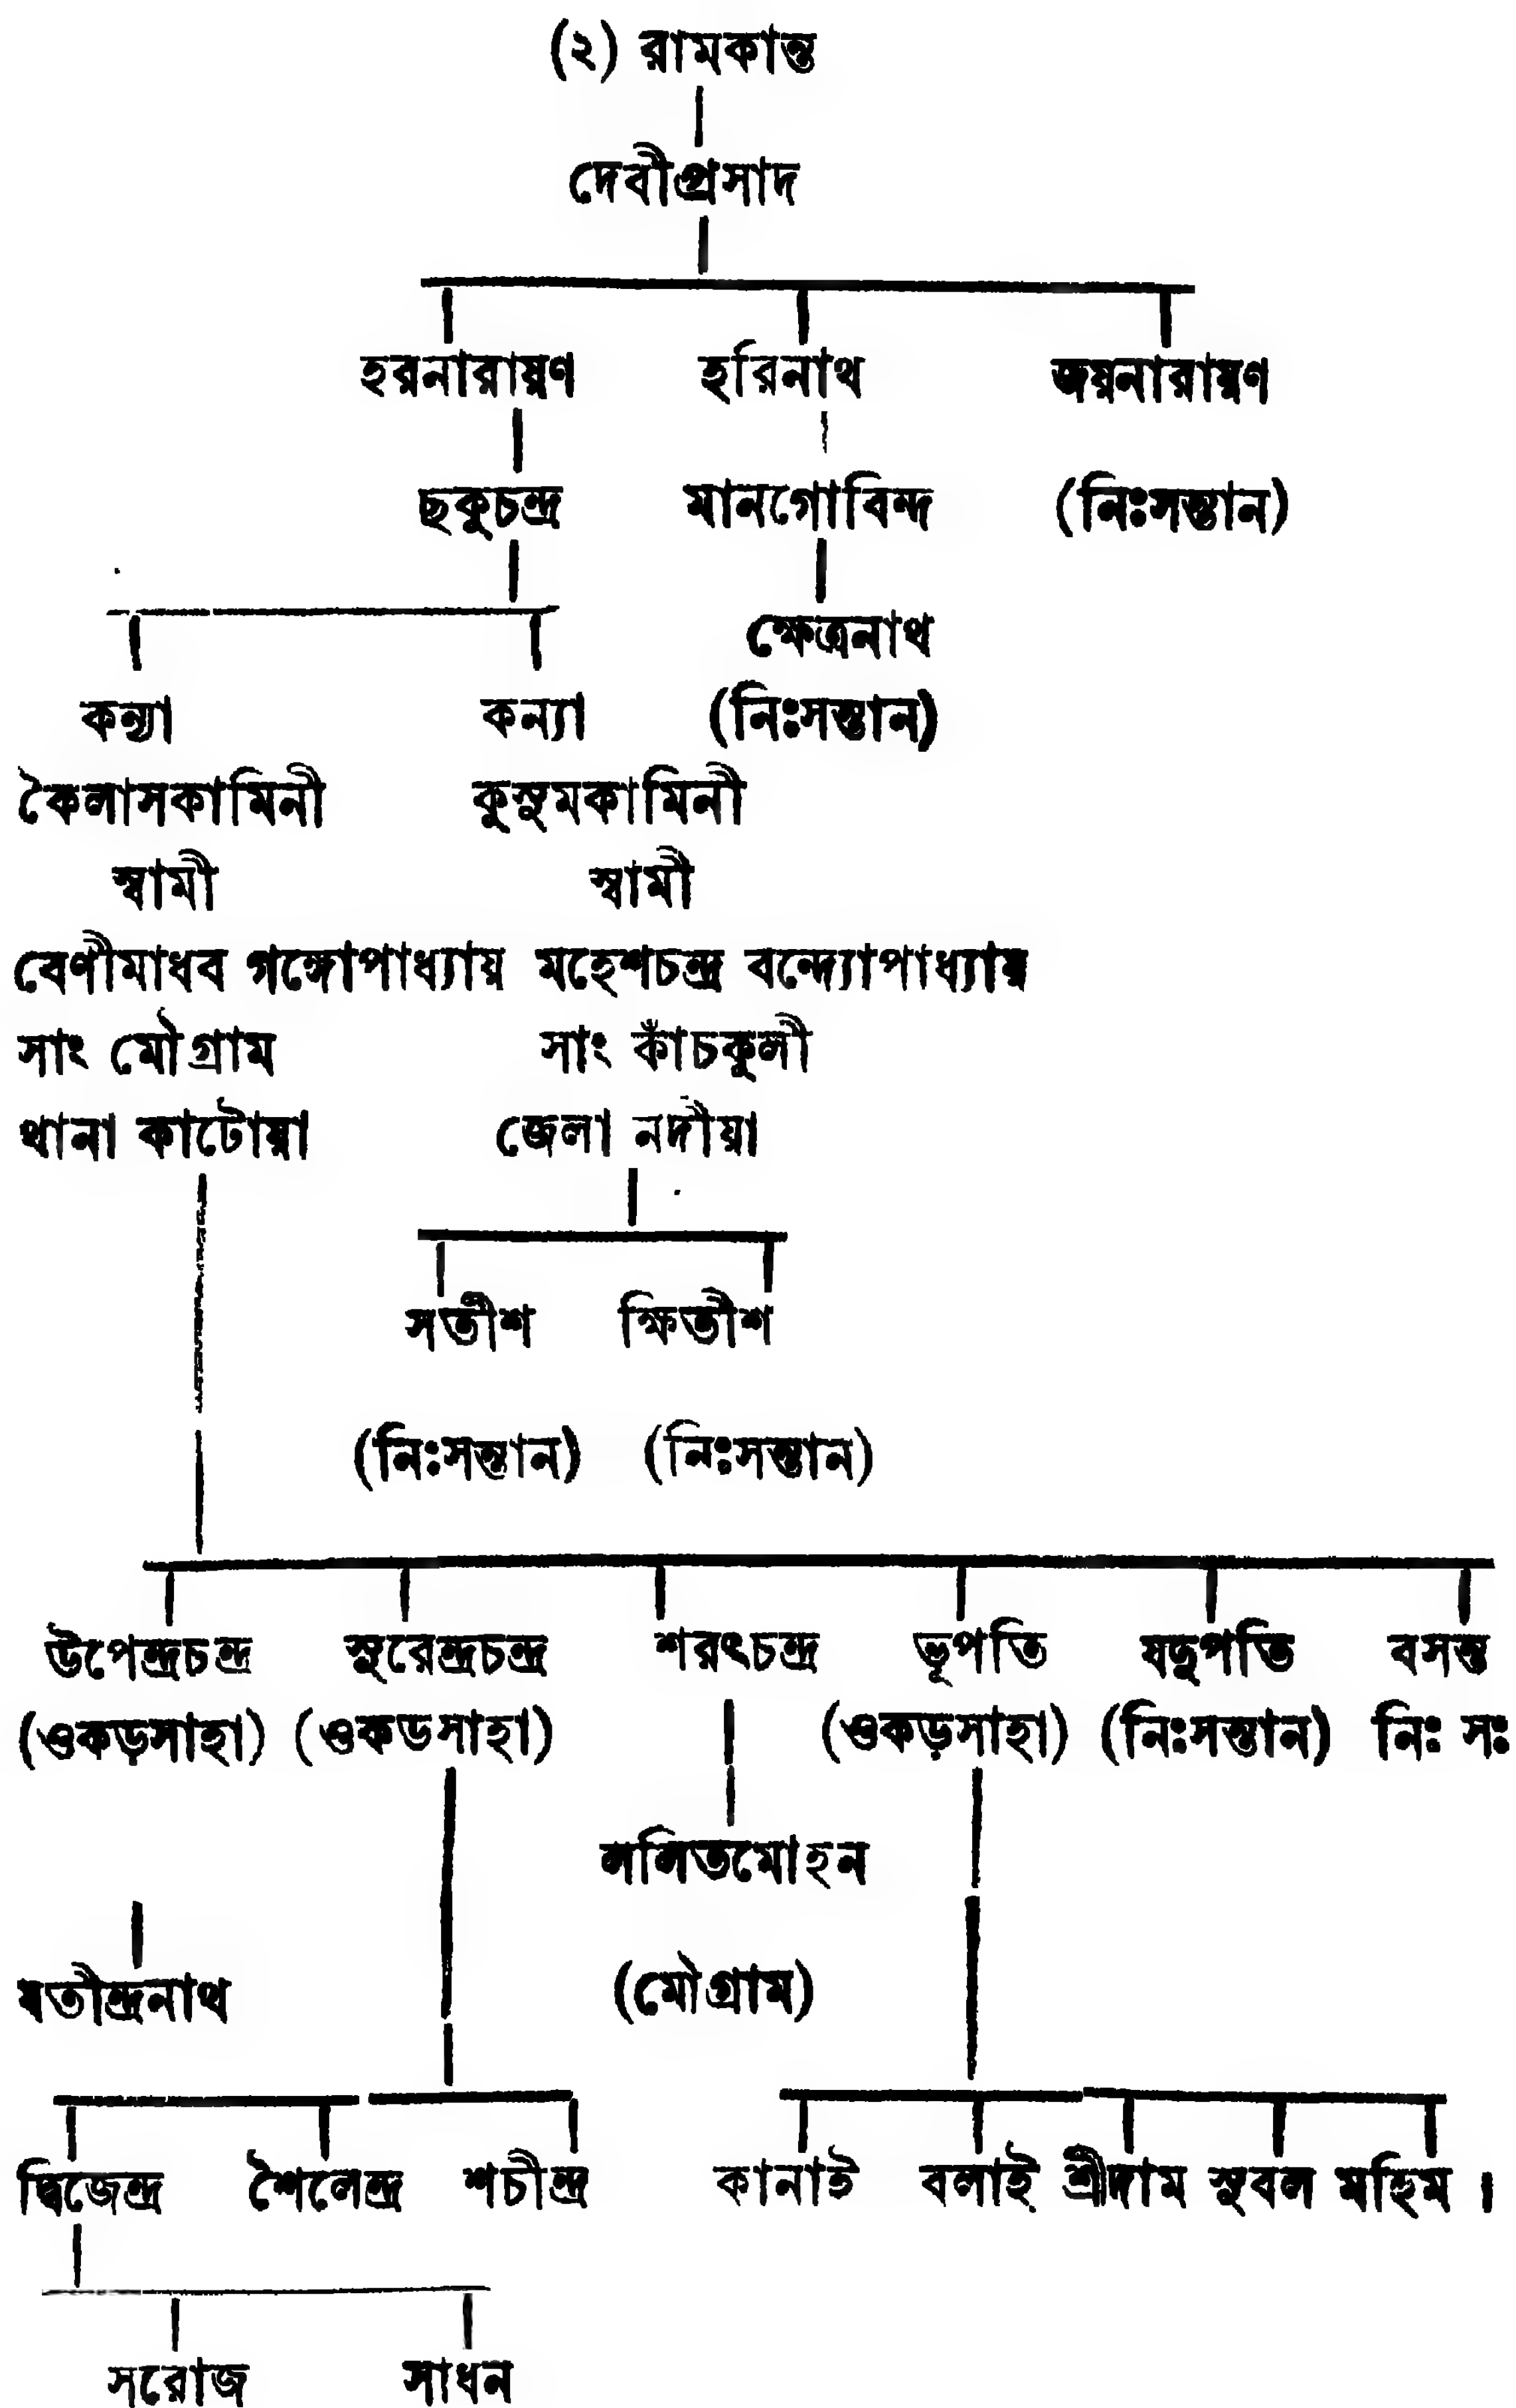 (২) রামকান্ত
দেবীপ্রসাদ
হরনারায়ণ হরিনাথ জয়নারায়ণ
ছকুচন্দ্র মানগোবিন্দ (নিঃসন্তান)
ক্ষেত্রনাথ
কন্যা কন্যা (নিঃসন্তান)
কৈলাসকামিনী কুসুমকামিনী
স্বামী স্বামী
বেণীমাধব গঙ্গোপাধ্যায় মহেশচন্দ্র বন্দ্যোপাধ্যায়
সাং মৌগ্রাম সাং কাঁচকুলী
থানা কাটোয়া জেলা নদীয়া
সতীশ ক্ষিতীশ
(নিঃসন্তান) (নিঃসন্তান)
উপেন্দ্রচন্দ্র সুরেন্দ্রচন্দ্র শরৎচন্দ্র ভূপতি যদুপতি বসন্ত
(ওকড়সাহা) (ওকডসাহা) (ওকড়সাহা) (নিঃসন্তান) নিঃ সঃ
ললিতমোহন
যতীন্দ্রনাথ (মৌগ্রাম)
দ্বিজেন্দ্র শৈলেন্দ্র শচীন্দ্র কানাই বলাই শ্রীদাম সুবল মহিম ।
সরোজ সাধন